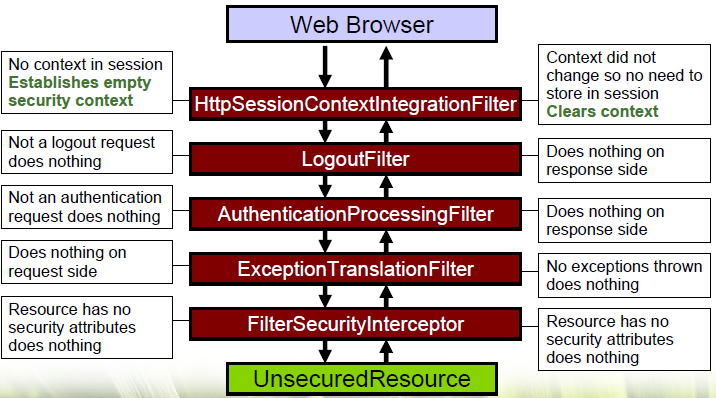 Web Browser
No context in session
Establishes empty
security context
HttpSessionContextIntegrationFilter
Context did not
change so no need to
store in session
Clears context
Not a logout request
does nothing
LogoutFilter
Does nothing on
response side
Not an authentication
request does nothing
AuthenticationProcessingFilter
Does nothing on
response side
Does nothing on
request side
ExceptionTranslationFilter
No exceptions thrown
does nothing
Resource has no
security attributes
does nothing
FilterSecurityInterceptor
Resource has no
security attributes
does nothing
UnsecuredResource